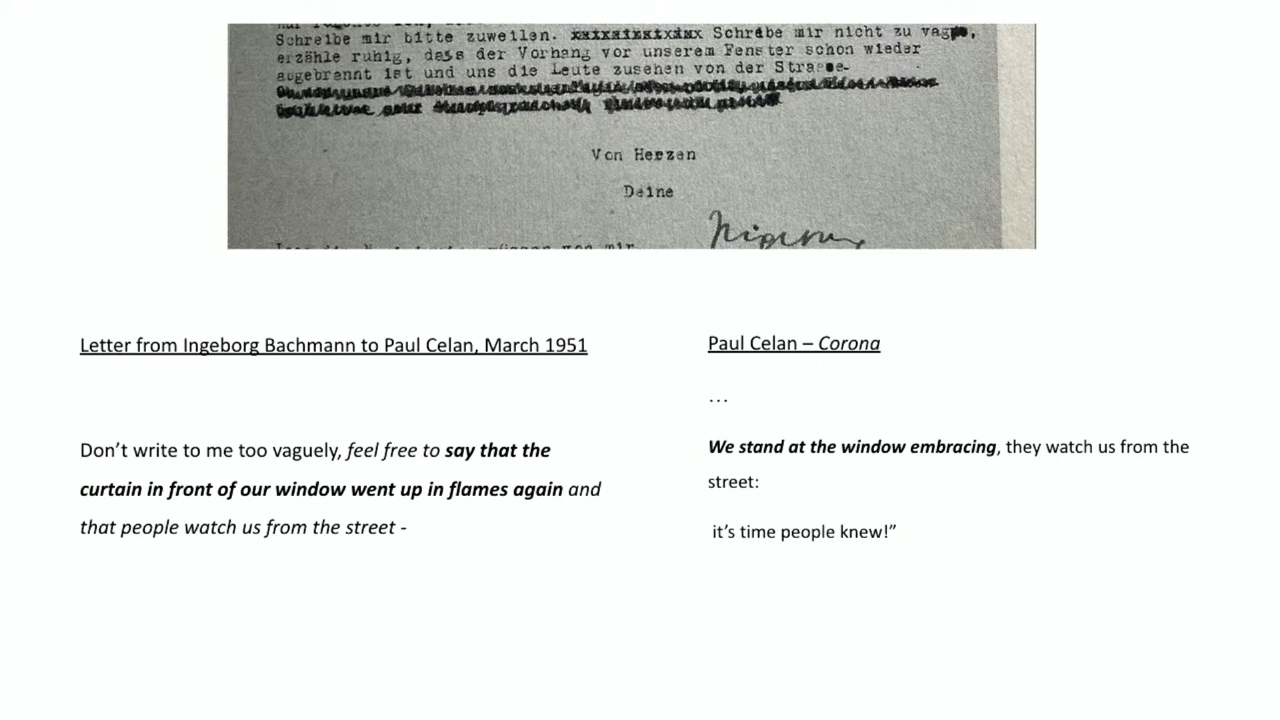 Schreibe mir bitte zuweilen. Schrebe mir nicht zu vage,
erzähle ruhig, dass der Vorhang vor unserem Fenster schon wieder
abgebrannt ist und uns die Leute zusehen von der Strasse-
Von Herzen
Deine
Letter from Ingeborg Bachmann to Paul Celan, March 1951
Don’t write to me too vaguely, feel free to say that the
curtain in front of our window went up in flames again and
that people watch us from the street -
Paul Celan – Corona
…
We stand at the window embracing, they watch us from the
street:
it’s time people knew!”